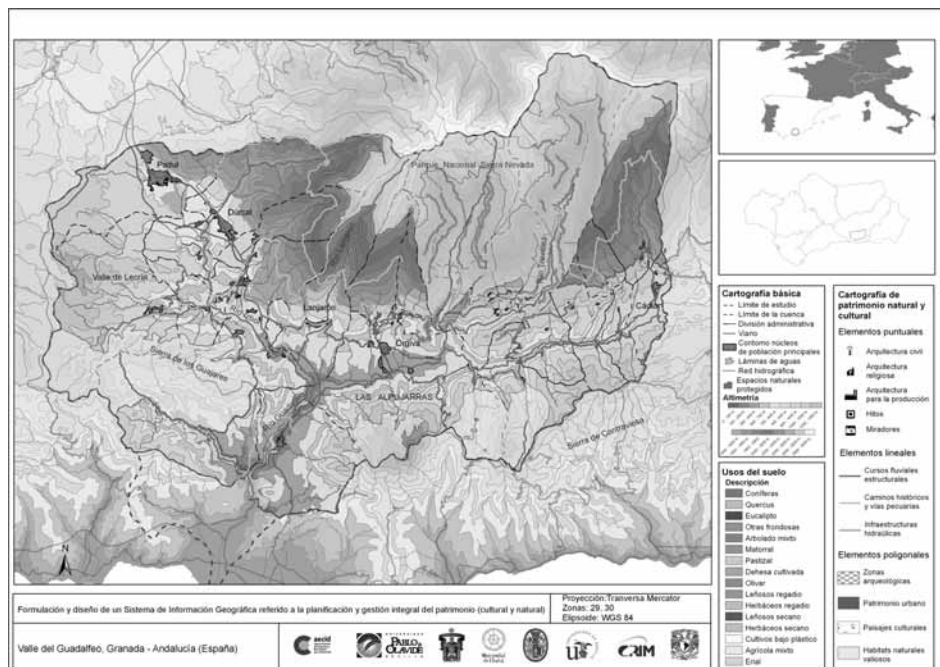 Parque Nacional Sierra Nevada
Padul
Dúrcal
Valle de Lecrín
Lanjarón
Órgiva
Cádiar
Sierra de los Guajares
LAS ALPUJARRAS
Sierra de Contraviesa
N
Cartografía básica
Límite de estudio
Límite de la cuenca
División administrativa
Viario
Contorno núcleos
de población principales
Láminas de aguas
Red hidrográfica
Espacios naturales
protegidos
Altimetría
Usos del suelo
Descripción
Coníferas
Quercus
Eucalipto
Otras frondosas
Arbolado mixto
Matorral
Pastizal
Dehesa cultivada
Olivar
Leñosos regadío
Herbáceos regadío
Leñosos secano
Herbáceos secano
Cultivos bajo plástico
Agrícola mixto
Erial
Cartografía de
patrimonio natural y
cultural
Elementos puntuales
Arquitectura civil
Arquitectura
religiosa
Arquitectura
para la producción
Hitos
Miradores
Elementos lineales
Cursos fluviales
estructurales
Caminos históricos
y vías pecuarias
Infraestructuras
hidraúlicas
Elementos poligonales
Zonas
arqueológicas
Patrimonio urbano
Paisajes culturales
Habitats naturales
valiosos
Formulación y diseño de un Sistema de Información Geográfica referido a la planificación y gestión integral del patrimonio (cultural y natural)
Proyección:Tranversa Mercator
Zonas: 29, 30
Elipsoide: WGS 84
Valle del Guadalfeo, Granada - Andalucía (España)
aecid
UNIVERSIDAD
PABLO DE
OLAVIDE
SEVILLA
CRIM